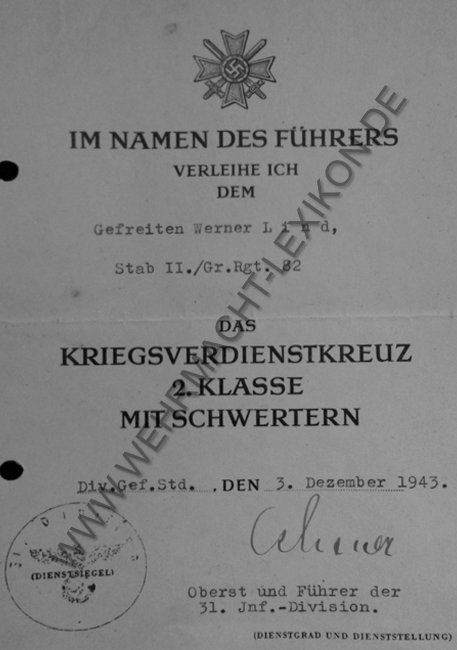 IM NAMEN DES FÜHRERS
VERLEIHE ICH
DEM
Gefreiten Werner L i n d,
Stab II./Gr.Rgt. 82
DAS
KRIEGSVERDIENSTKREUZ
2. KLASSE
MIT SCHWERTERN
Div.Gef.Std. , DEN 3. Dezember 1943.
(DIENSTSIEGEL)
Oberst und Führer der
31. Jnf.-Division.
(DIENSTGRAD UND DIENSTSTELLUNG)
WWW.WEHRMACHT-LEXIKON.DE